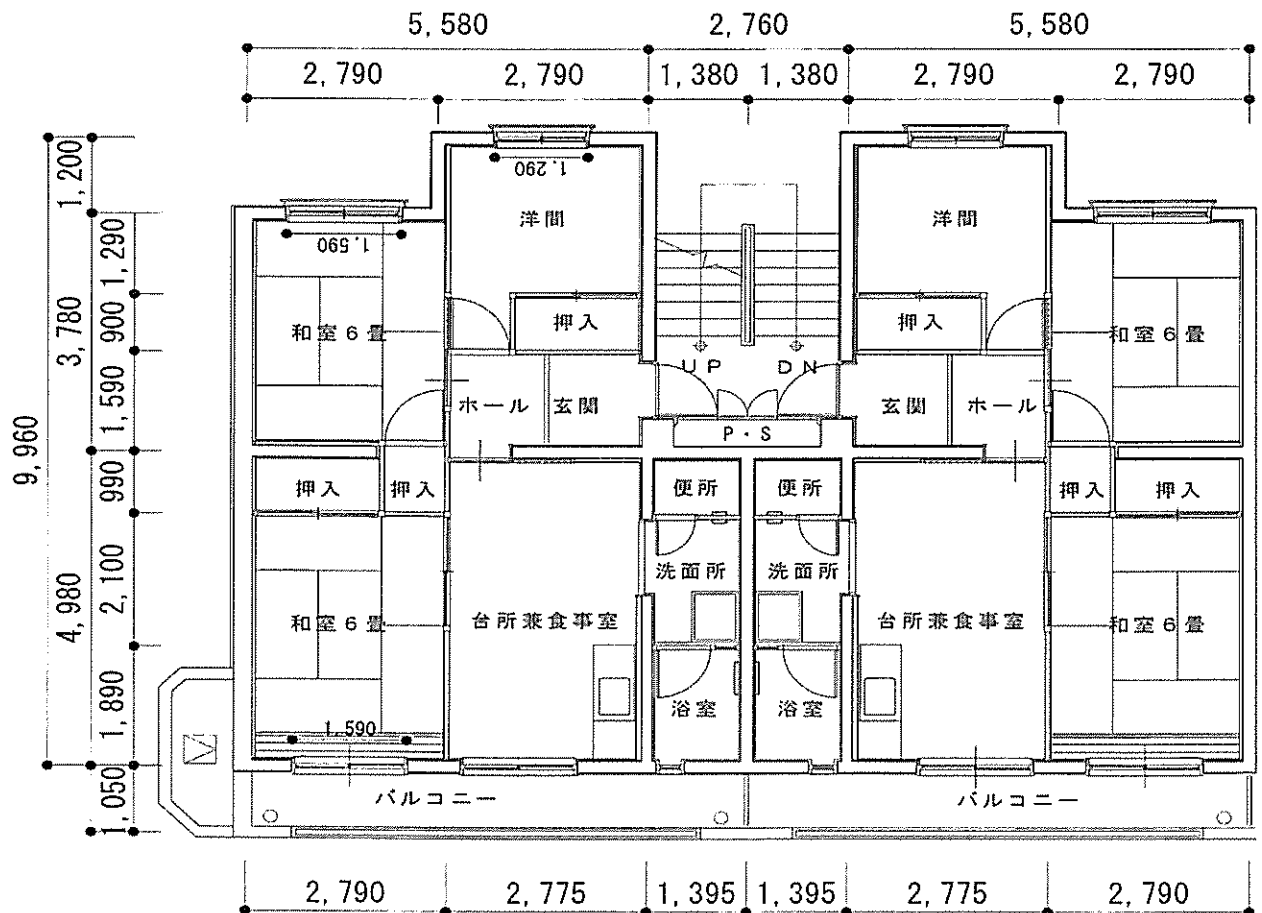 5,580 2,760 5,580
2,790 2,790 1,380 1,380 2,790 2,790
1,200
1,290
1,290
洋間 洋間
1,590
3,780
900
押入 押入
和室6畳 和室6畳
UP DN
1,590
ホール 玄関 玄関 ホール
P・S
9,960
990
押入 押入 便所 便所 押入 押入
2,100
洗面所 洗面所
4,980
和室6畳 台所兼食事室 台所兼食事室 和室6畳
1,890
浴室 浴室
1,590
1,050
バルコニー バルコニー
2,790 2,775 1,395 1,395 2,775 2,790